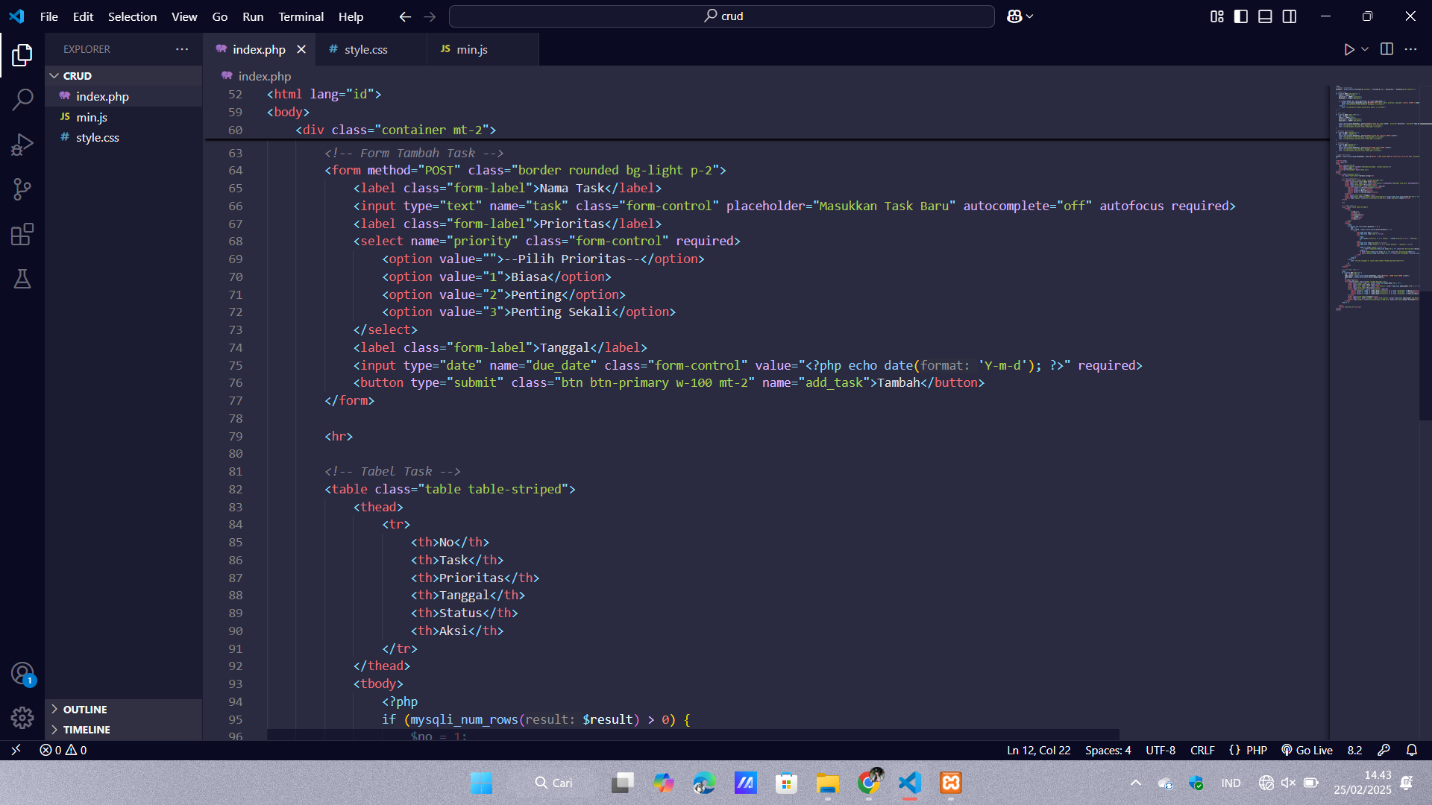 File Edit Selection View Go Run Terminal Help
crud
EXPLORER
CRUD
index.php
JS min.js
# style.css
OUTLINE
TIMELINE
index.php
# style.css
JS min.js
index.php
52 <html lang="id">
59 <body>
60 <div class="container mt-2">
63 <!-- Form Tambah Task -->
64 <form method="POST" class="border rounded bg-light p-2">
65 <label class="form-label">Nama Task</label>
66 <input type="text" name="task" class="form-control" placeholder="Masukkan Task Baru" autocomplete="off" autofocus required>
67 <label class="form-label">Prioritas</label>
68 <select name="priority" class="form-control" required>
69 <option value="">--Pilih Prioritas--</option>
70 <option value="1">Biasa</option>
71 <option value="2">Penting</option>
72 <option value="3">Penting Sekali</option>
73 </select>
74 <label class="form-label">Tanggal</label>
75 <input type="date" name="due_date" class="form-control" value="<?php echo date(format: 'Y-m-d'); ?>" required>
76 <button type="submit" class="btn btn-primary w-100 mt-2" name="add_task">Tambah</button>
77 </form>
78
79 <hr>
80
81 <!-- Tabel Task -->
82 <table class="table table-striped">
83 <thead>
84 <tr>
85 <th>No</th>
86 <th>Task</th>
87 <th>Prioritas</th>
88 <th>Tanggal</th>
89 <th>Status</th>
90 <th>Aksi</th>
91 </tr>
92 </thead>
93 <tbody>
94 <?php
95 if (mysqli_num_rows(result: $result) > 0) {
96 $no = 1;
1
0 0
Ln 12, Col 22 Spaces: 4 UTF-8 CRLF {} PHP Go Live 8.2
Cari
IND
14.43
25/02/2025